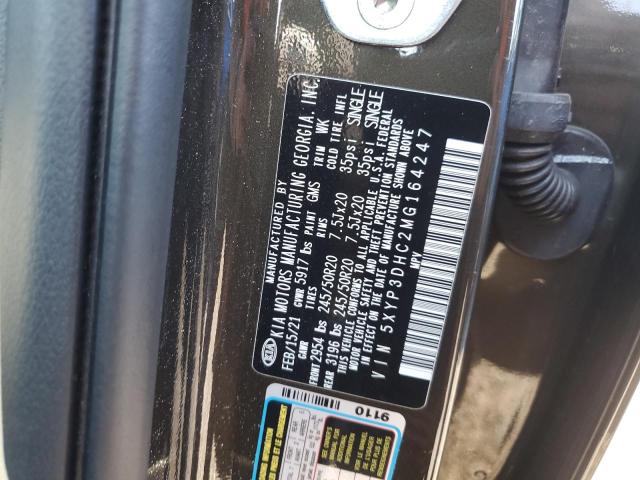 KIA
MANUFACTURED BY
KIA MOTORS MANUFACTURING GEORGIA, INC.
FEB/15/21 GVWR 5917 lbs PAINT GMS TRIM WK
GAWR TIRES RIMS COLD TIRE INFL
FRONT 2954 lbs 245/50R20 7.5Jx20 35psi SINGLE
REAR 3196 lbs 245/50R20 7.5Jx20 35psi SINGLE
THIS VEHICLE CONFORMS TO ALL APPLICABLE U.S.A. FEDERAL
MOTOR VEHICLE SAFETY AND THEFT PREVENTION STANDARDS
IN EFFECT ON THE DATE OF MANUFACTURE SHOWN ABOVE
VIN 5XYP3DHC2MG164247
MPV
9110